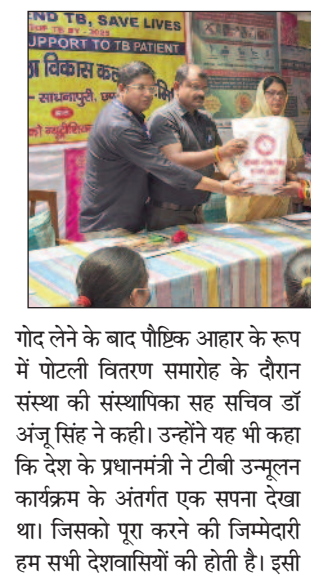 END TB, SAVE LIVES
UPPORT TO TB PATIENT
विकास
- साधनापुरी,
गोद लेने के बाद पौष्टिक आहार के रूप
में पोटली वितरण समारोह के दौरान
संस्था की संस्थापिका सह सचिव डॉ
अंजू सिंह ने कही। उन्होंने यह भी कहा
कि देश के प्रधानमंत्री ने टीबी उन्मूलन
कार्यक्रम के अंतर्गत एक सपना देखा
था। जिसको पूरा करने की जिम्मेदारी
हम सभी देशवासियों की होती है। इसी